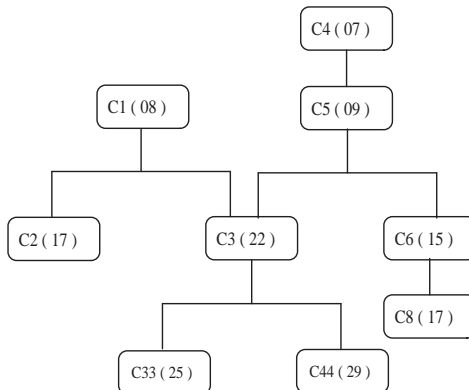 C4 ( 07 )
C1 ( 08 )
C5 ( 09 )
C2 ( 17 )
C3 ( 22 )
C6 ( 15 )
C8 ( 17 )
C33 ( 25 )
C44 ( 29 )